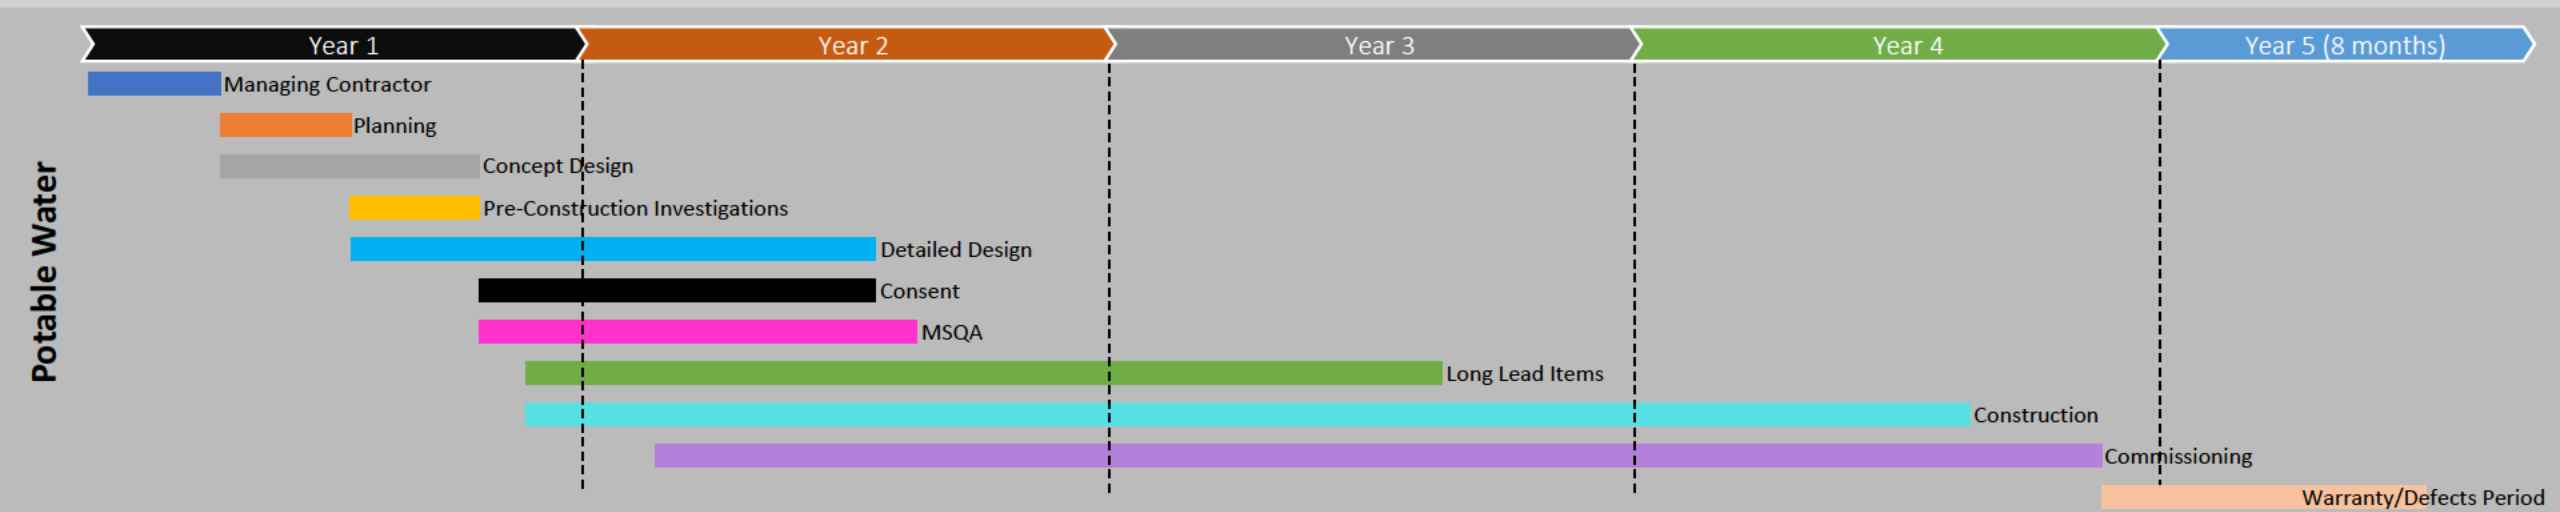 Year 1
Year 2
Year 3
Year 4
Year 5 (8 months)
Potable Water
Managing Contractor
Planning
Concept Design
Pre-Construction Investigations
Detailed Design
Consent
MSQA
Long Lead Items
Construction
Commissioning
Warranty/Defects Period